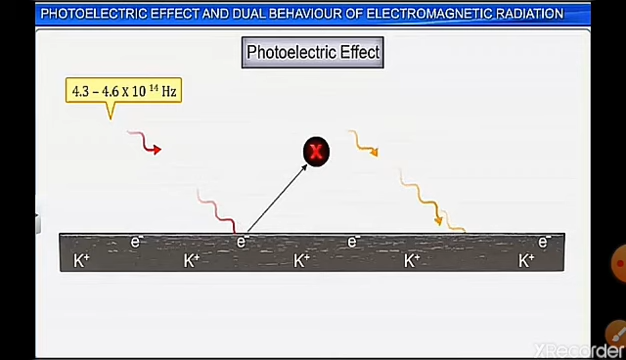 PHOTOELECTRIC EFFECT AND DUAL BEHAVIOUR OF ELECTROMAGNETIC RADIATION
Photoelectric Effect
4.3 – 4.6 X 10 ¹⁴ Hz
X
e⁻ e⁻ e⁻ e⁻
K⁺ K⁺ K⁺ K⁺ K⁺
XRecorder